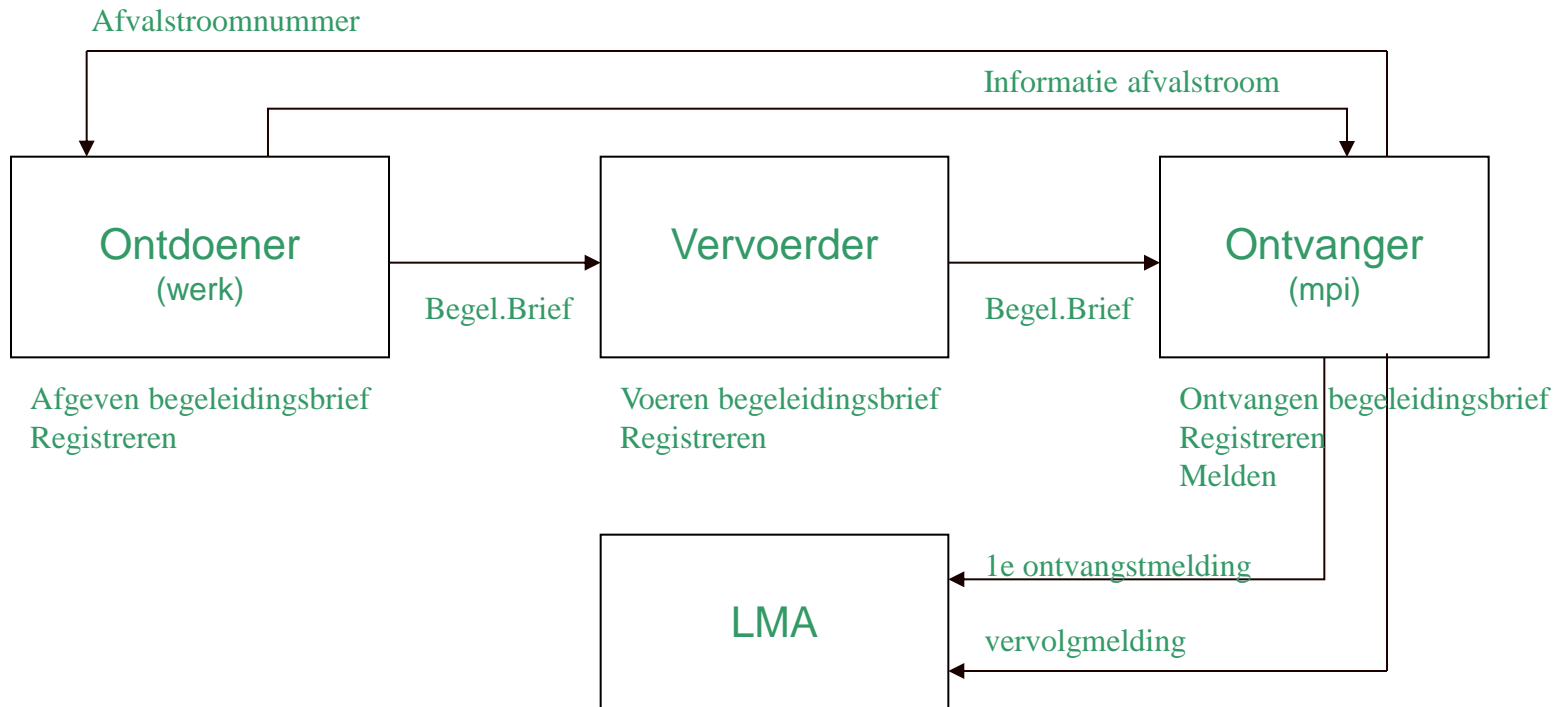 Afvalstroomnummer
Informatie afvalstroom
Ontdoener
(werk)
Vervoerder
Ontvanger
(mpi)
Begel.Brief
Begel.Brief
Afgeven begeleidingsbrief
Registreren
Voeren begeleidingsbrief
Registreren
Ontvangen begeleidingsbrief
Registreren
Melden
1e ontvangstmelding
LMA
vervolgmelding